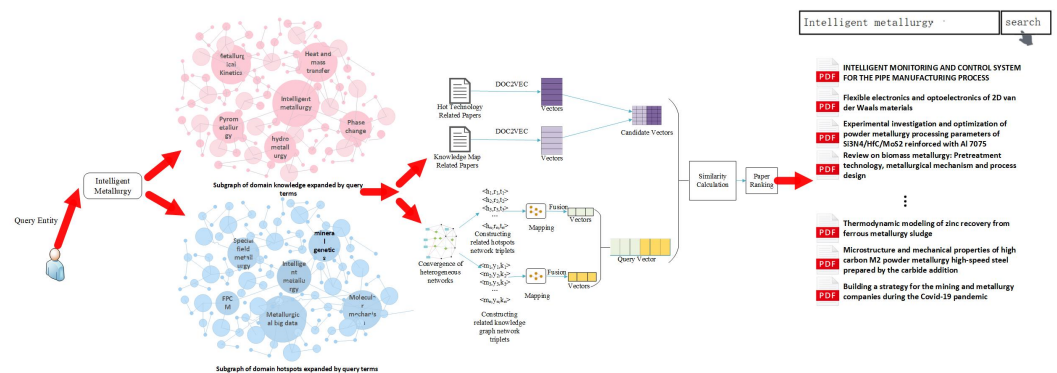 Intelligent metallurgy
search
Query Entity
Intelligent
Metallurgy
Retallurg
ical
Kinetics
Heat and
mass
transfer
Intelligent
metallurgy
Pyrom
etallur
gy
hydro
metall
urgy
Phase
change
Subgraph of domain knowledge expanded by query
terms
Special
field
metall
urgy
minera
l
genetic
s
Intellige
nt
matallu
rgy
FPC
M
Metallurgic
al big data
Molecula
r
mrchanis
l
Subgraph of domain hotspots expanded by query terms
Hot Technology
Related Papers
DOC2VEC
Vectors
Knowledge Map
Related Papers
DOC2VEC
Vectors
Candidate Vectors
Convergence of
heterogeneous
networks
<h₁,r₁,t₁>
<h₂,r₂,t₂>
<h₃,r₃,t₃>
...
<hₙ,rₙ,tₙ>
Constructing
related hotspots
network triplets
Mapping
Fusion
Vectors
<m₁,y₁,k₁>
<m₂,y₂,k₂>
<m₃,y₃,k₃>
...
<mₙ,yₙ,kₙ>
Constructing
related knowledge
graph network
triplets
Mapping
Fusion
Vectors
Query Vector
Similarity
Calculation
Paper
Ranking
PDF
INTELLIGENT MONITORING AND CONTROL SYSTEM
FOR THE PIPE MANUFACTURING PROCESS
PDF
Flexible electronics and optoelectronics of 2D van
der Waals materials
PDF
Experimental investigation and optimization of
powder metallurgy processing parameters of
Si3N4/HfC/MoS2 reinforced with Al 7075
PDF
Review on biomass metallurgy: Pretreatment
technology, metallurgical mechanism and process
design
PDF
Thermodynamic modeling of zinc recovery from
ferrous metallurgy sludge
PDF
Microstructure and mechanical properties of high
carbon M2 powder metallurgy high-speed steel
prepared by the carbide addition
PDF
Building a strategy for the mining and metallurgy
companies during the Covid-19 pandemic